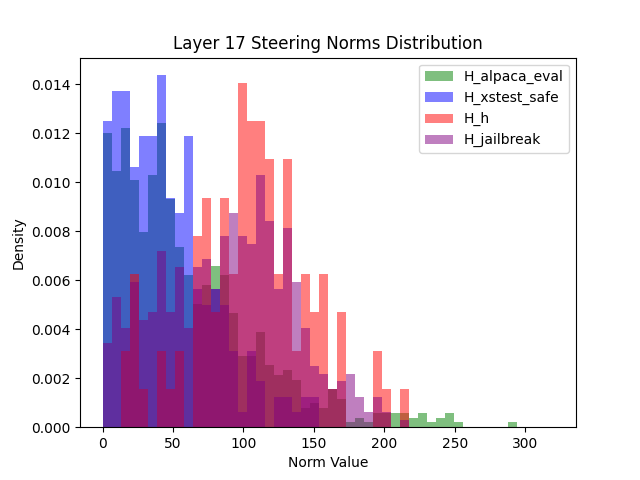 Layer 17 Steering Norms Distribution
H_alpaca_eval
H_xstest_safe
H_h
H_jailbreak
0.014
0.012
0.010
0.008
0.006
0.004
0.002
0.000
Density
0 50 100 150 200 250 300
Norm Value